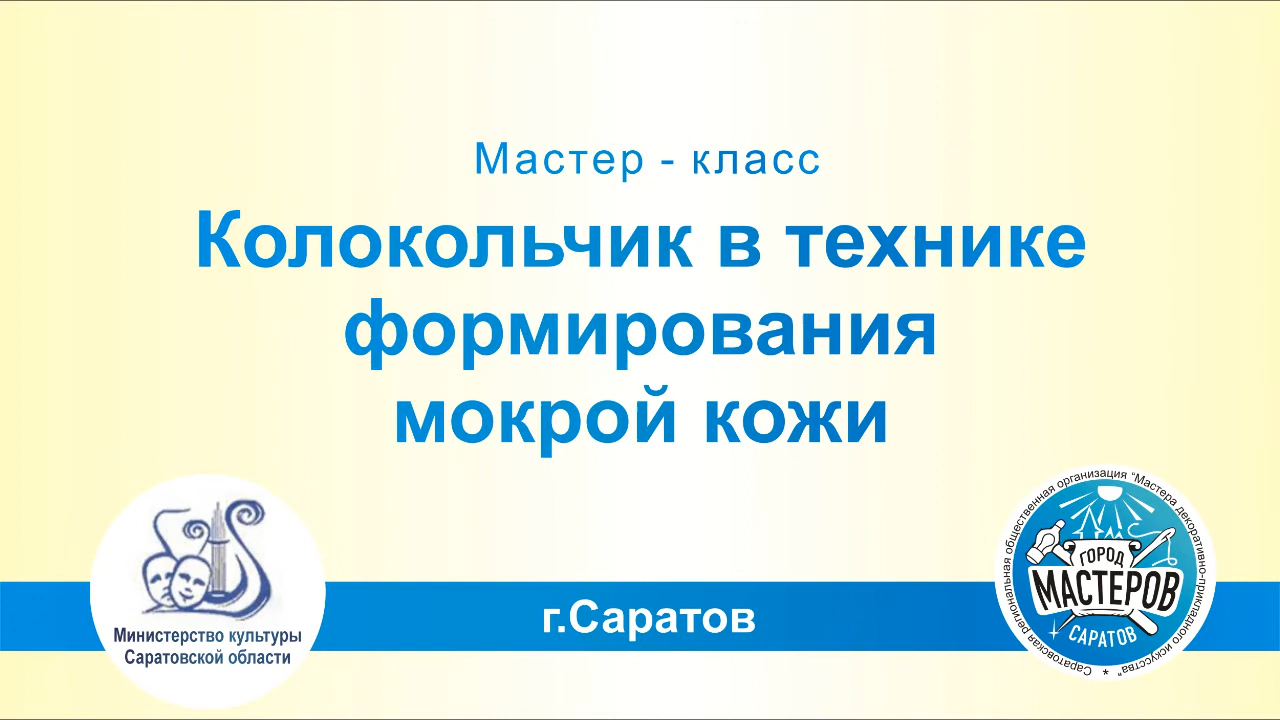 Мастер - класс
Колокольчик в технике
формирования
мокрой кожи
Министерство культуры
Саратовской области
г.Саратов
Саратовская региональная общественная организация "Мастера декоративно-прикладного искусства" *
ГОРОД
МАСТЕРОВ
САРАТОВ